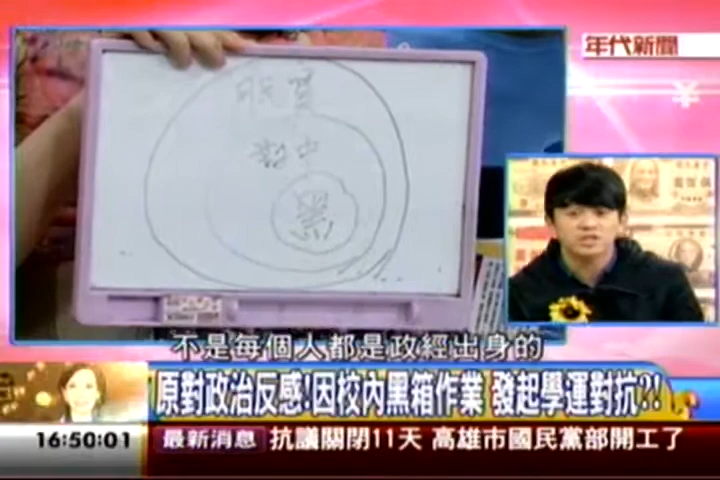 年代新聞
服貿
黑
不是每個人都是政經出身的
原對政治反感!因校內黑箱作業 發起學運對抗?!
16:50:01 最新消息 抗議關閉11天 高雄市國民黨部開工了